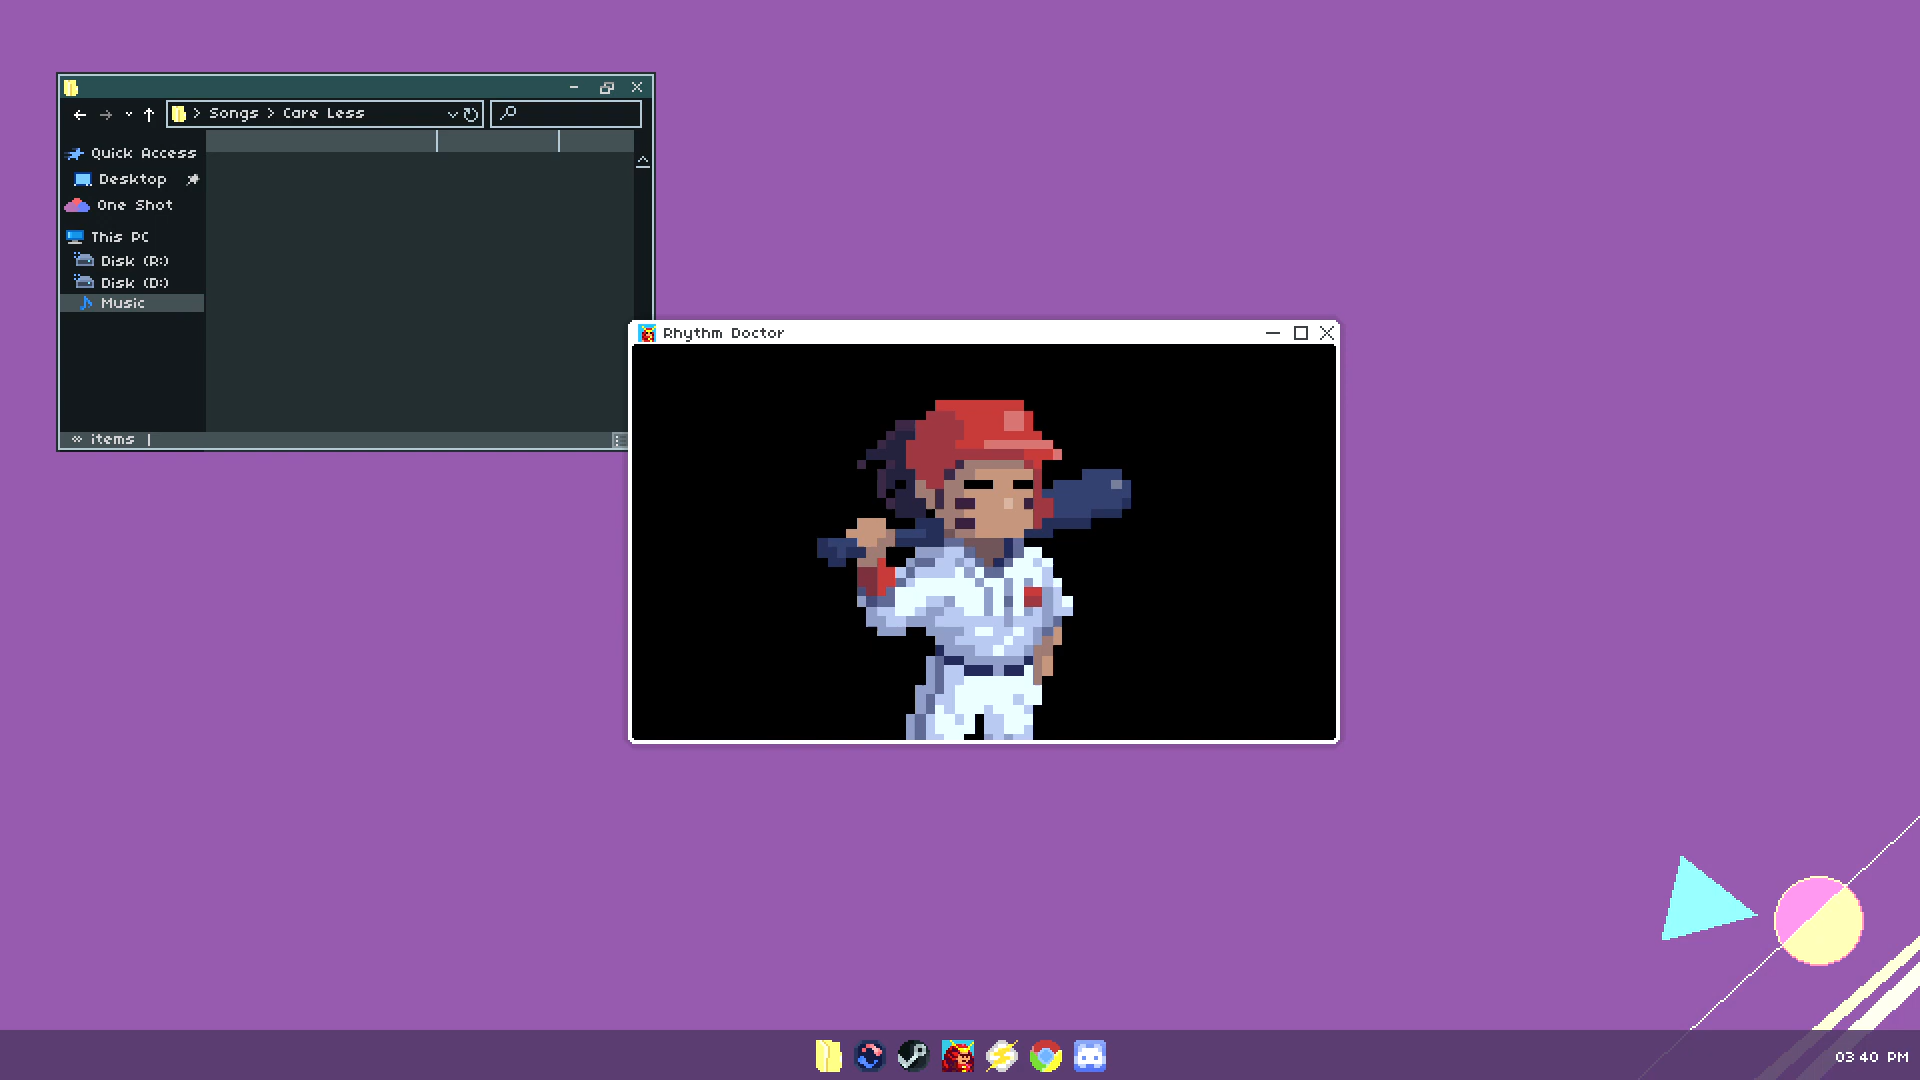 > Songs > Care Less
Quick Access
Desktop
One Shot
This PC
Disk (R:)
Disk (D:)
Music
∞ items |
Rhythm Doctor
03 40 PM